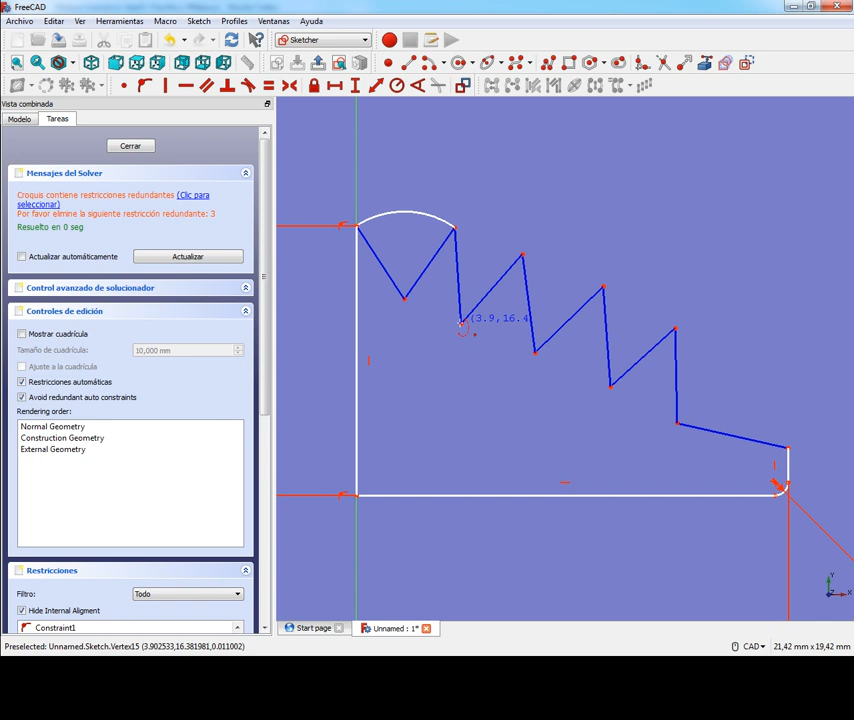 FreeCAD
Archivo Editar Ver Herramientas Macro Sketch Profiles Ventanas Ayuda
Sketcher
Vista combinada
Modelo Tareas
Cerrar
Mensajes del Solver
Croquis contiene restricciones redundantes (Clic para
seleccionar)
Por favor elimine la siguiente restricción redundante: 3
Resuelto en 0 seg
Actualizar automáticamente Actualizar
Control avanzado de solucionador
Controles de edición
Mostrar cuadrícula
Tamaño de cuadrícula: 10,000 mm
Ajuste a la cuadrícula
Restricciones automáticas
Avoid redundant auto constraints
Rendering order:
Normal Geometry
Construction Geometry
External Geometry
Restricciones
Filtro: Todo
Hide Internal Aligment
Constraint1
(3.9,16.4
Y
Z
X
Start page Unnamed : 1*
Preselected: Unnamed.Sketch.Vertex15 (3.902533,16.381981,0.011002) CAD 21,42 mm x 19,42 mm